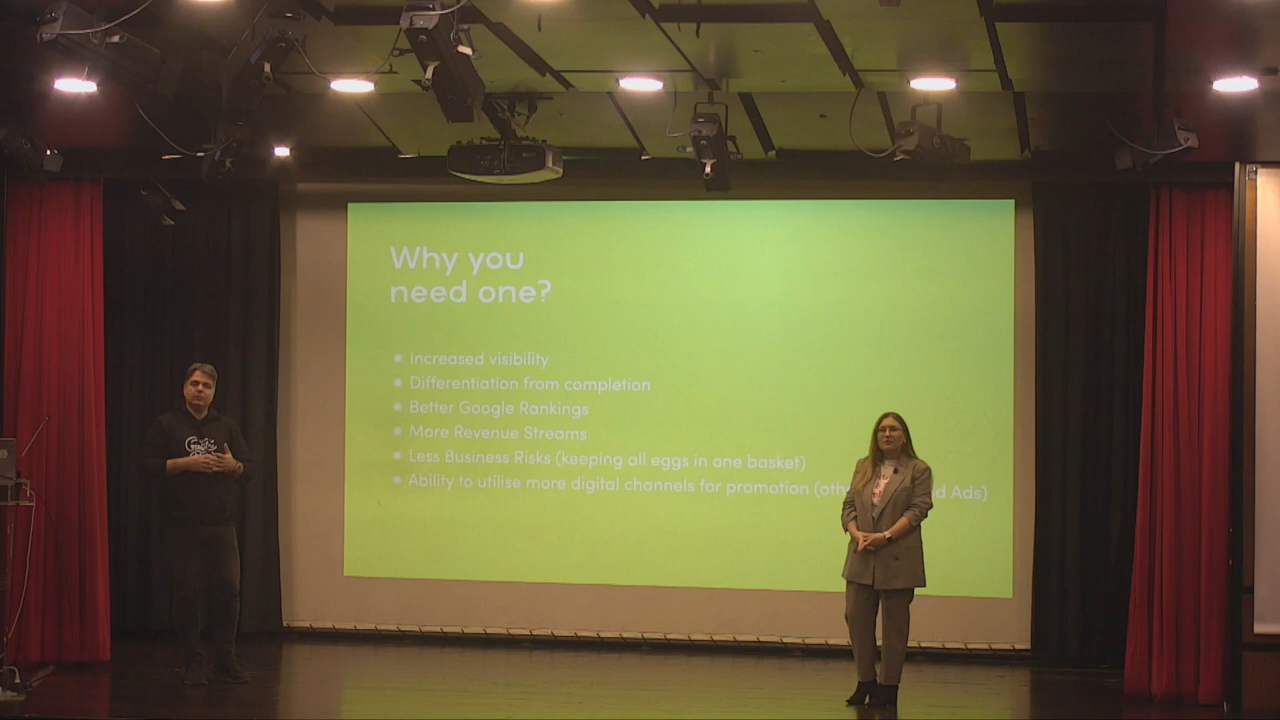 Why you
need one?
Increased visibility
Differentiation from completion
Better Google Rankings
More Revenue Streams
Less Business Risks (keeping all eggs in one basket)
Ability to utilise more digital channels for promotion Ads)